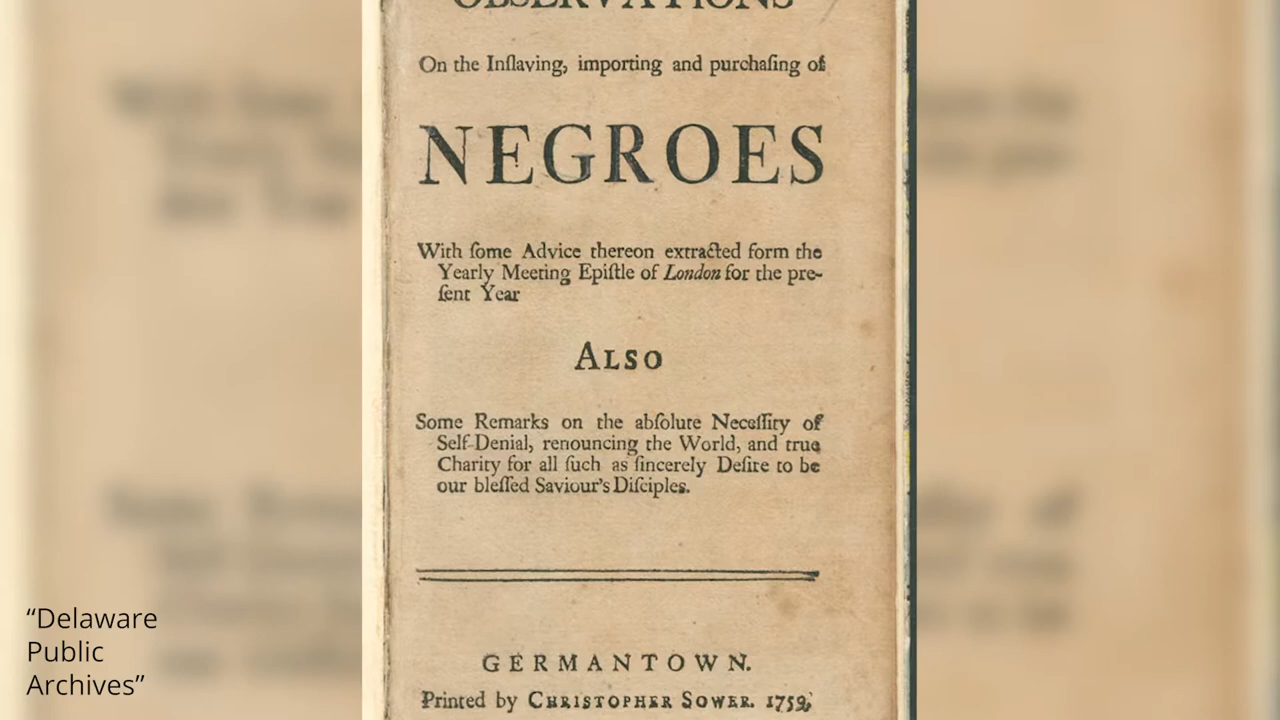 OBSERVATIONS
On the Inſlaving, importing and purchaſing of
NEGROES
With ſome Advice thereon extracted form the
Yearly Meeting Epiſtle of London for the pre-
ſent Year
ALSO
Some Remarks on the abſolute Neceſſity of
Self-Denial, renouncing the World, and true
Charity for all ſuch as ſincerely Deſire to be
our bleſſed Saviour's Diſciples.
GERMANTOWN.
Printed by CHRISTOPHER SOWER. 1759.
“Delaware
Public
Archives”